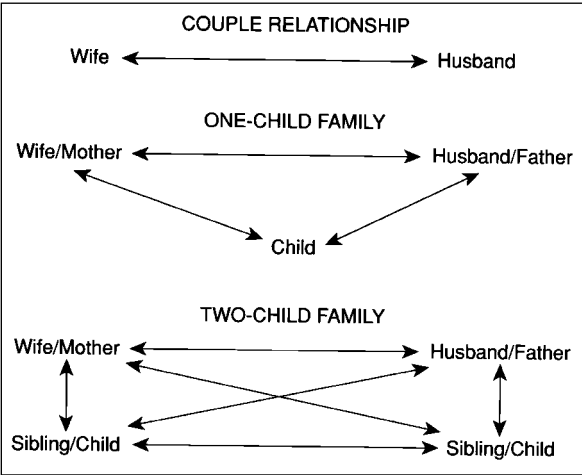 COUPLE RELATIONSHIP
Wife Husband
ONE-CHILD FAMILY
Wife/Mother Husband/Father
Child
TWO-CHILD FAMILY
Wife/Mother Husband/Father
Sibling/Child Sibling/Child